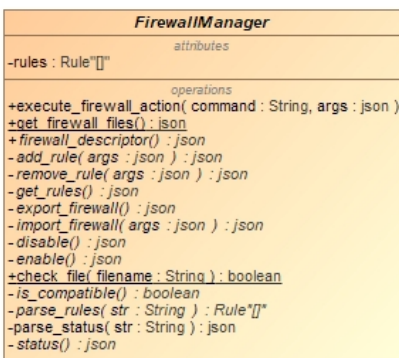 FirewallManager
attributes
-rules : Rule"[]"
operations
+execute_firewall_action( command : String, args : json )
+get_firewall_files() : json
+firewall_descriptor() : json
-add_rule( args : json ) : json
-remove_rule( args : json ) : json
-get_rules() : json
-export_firewall() : json
-import_firewall( args : json ) : json
-disable() : json
-enable() : json
+check_file( filename : String ) : boolean
-is_compatible() : boolean
-parse_rules( str : String ) : Rule"[]"
-parse_status( str : String ) : json
-status() : json